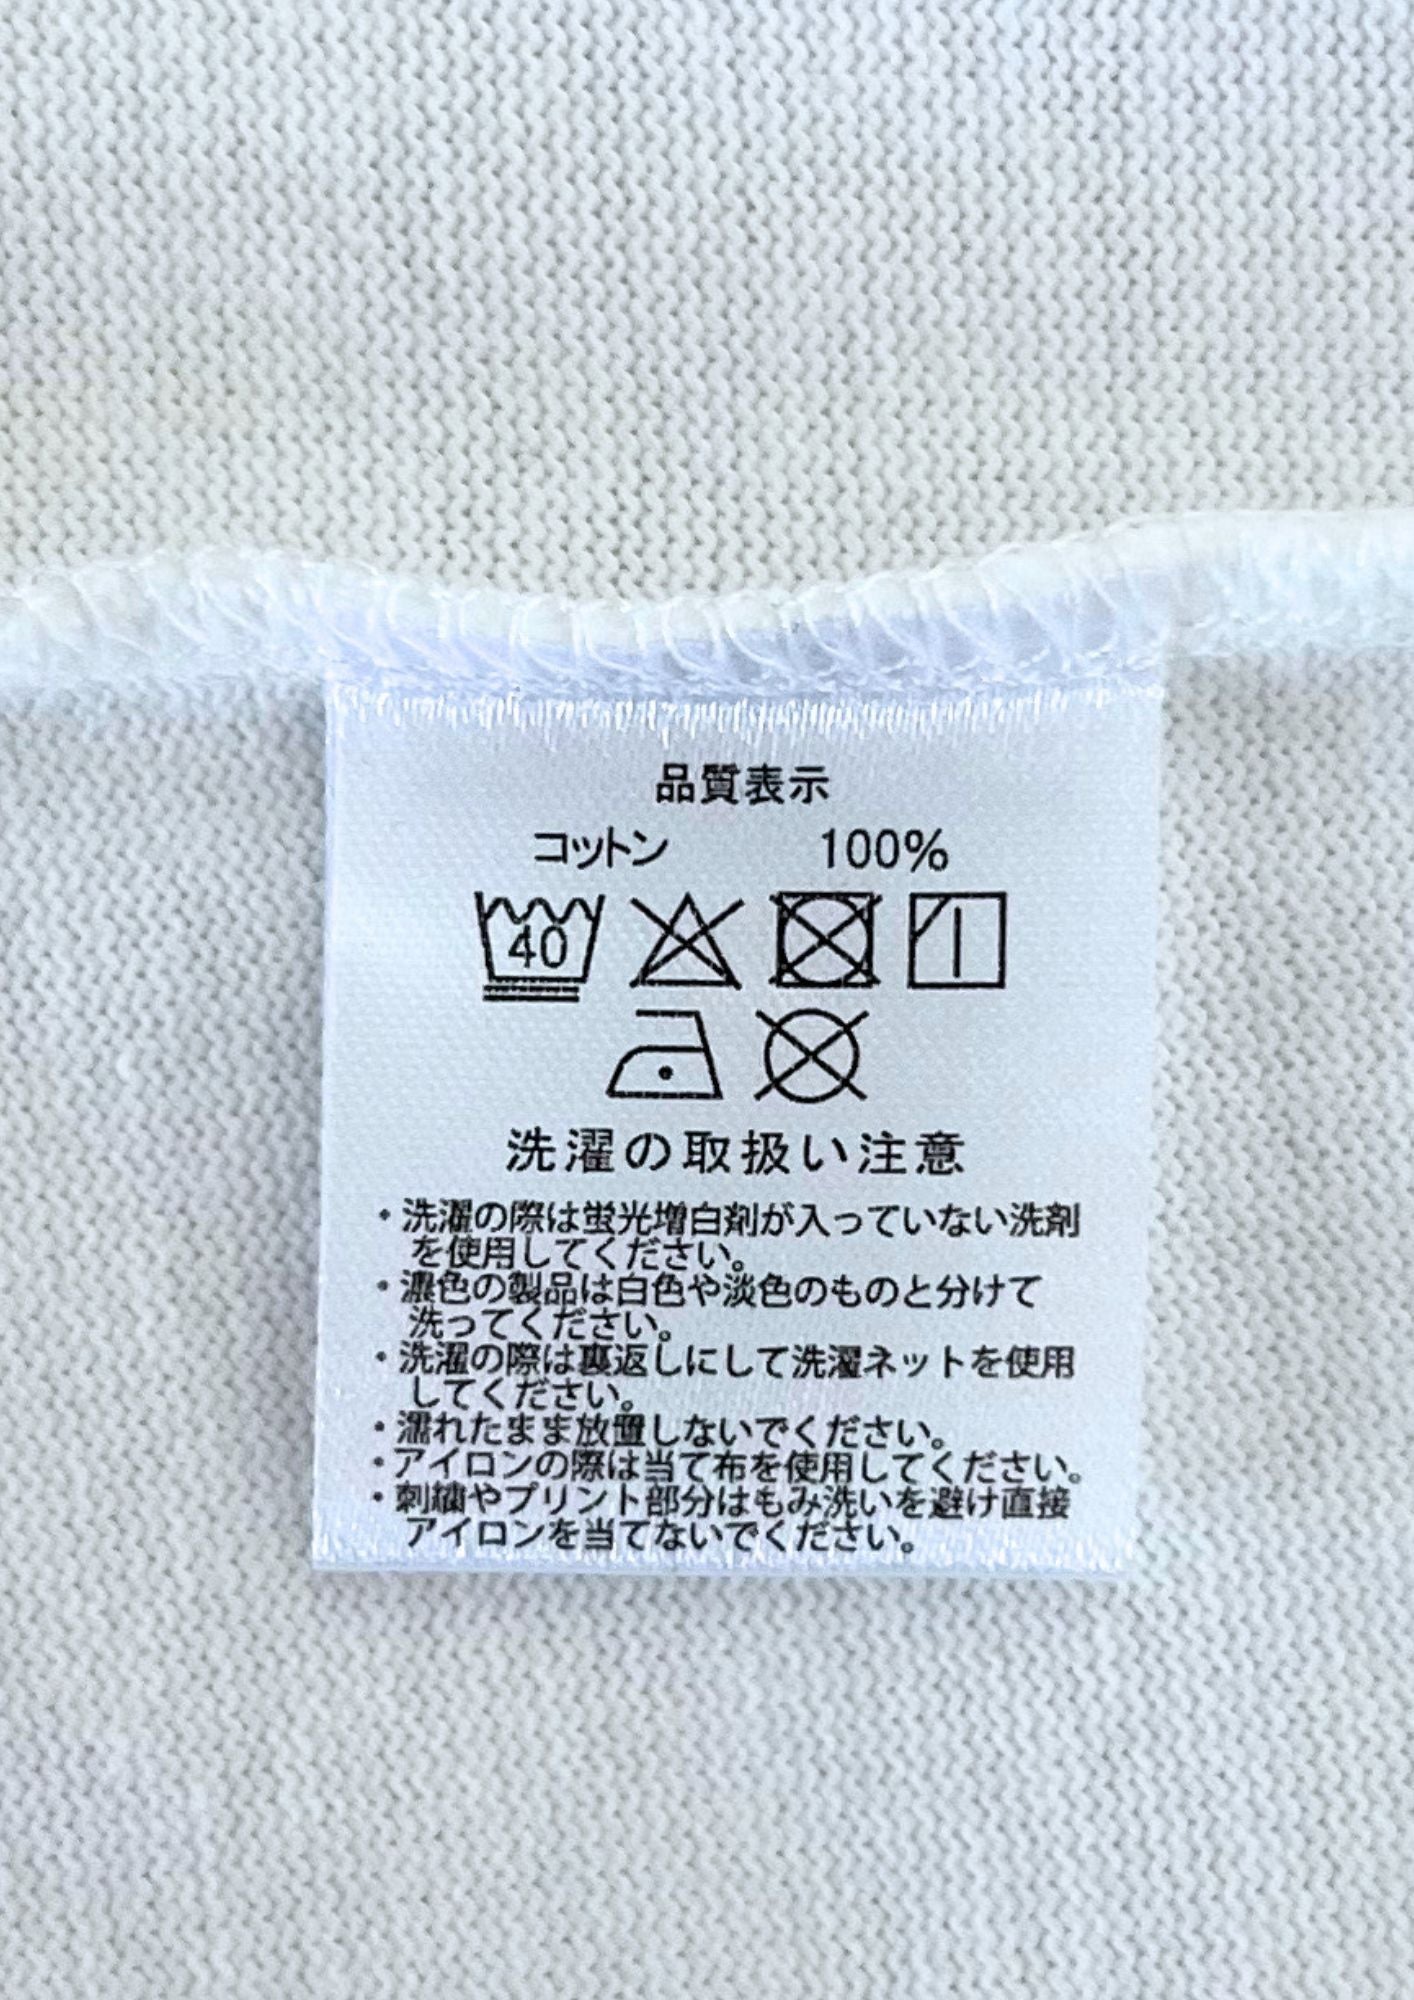 品質表示
コットン 100%
40
洗濯の取扱い注意
・洗濯の際は蛍光増白剤が入っていない洗剤
を使用してください。
・濃色の製品は白色や淡色のものと分けて
洗ってください。
・洗濯の際は裏返しにして洗濯ネットを使用
してください。
・濡れたまま放置しないでください。
・アイロンの際は当て布を使用してください。
・刺繍やプリント部分はもみ洗いを避け直接
アイロンを当てないでください。